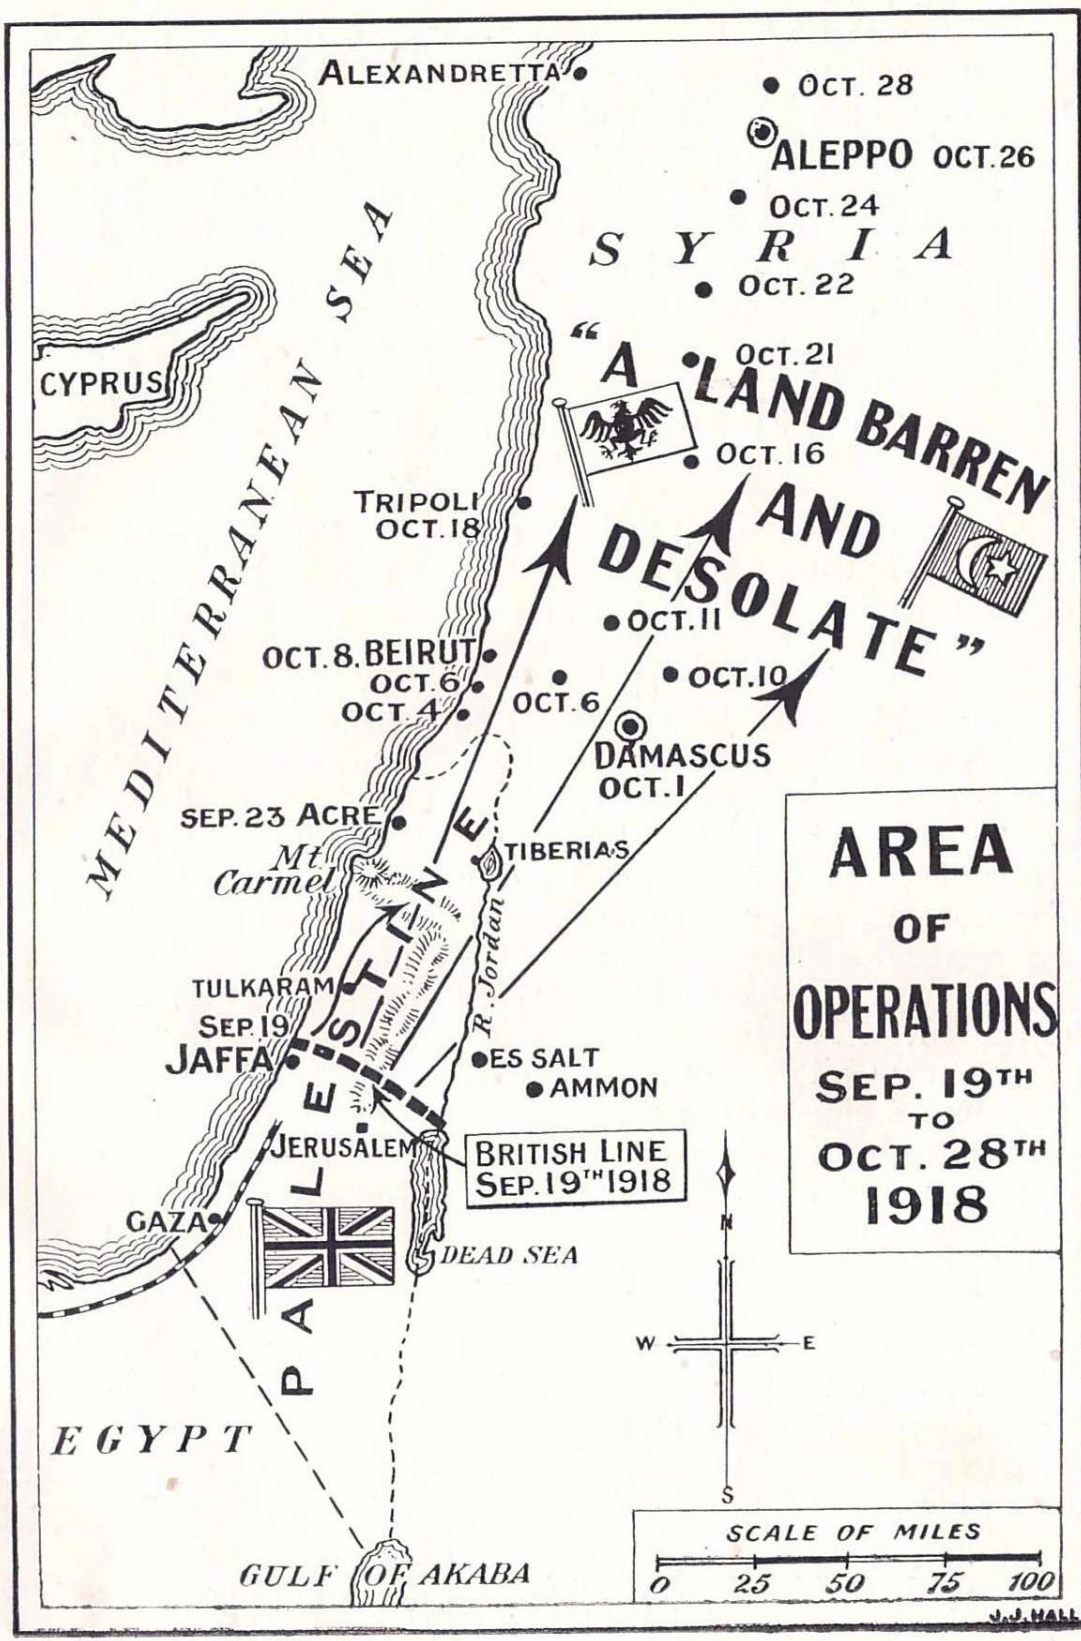 ALEXANDRETTA
OCT. 28
ALEPPO OCT. 26
OCT. 24
SYRIA
OCT. 22
OCT. 21
"A LAND BARREN
AND
DESOLATE"
OCT. 16
MEDITERRANEAN SEA
CYPRUS
TRIPOLI
OCT. 18
OCT. 11
OCT. 8. BEIRUT
OCT. 6
OCT. 4
OCT. 6
OCT. 10
DAMASCUS
OCT. 1
SEP. 23 ACRE
Mt
Carmel
TIBERIAS
R. Jordan
PALESTINE
TULKARAM
SEP. 19
JAFFA
ES SALT
AMMON
JERUSALEM
BRITISH LINE
SEP. 19TH 1918
GAZA
DEAD SEA
EGYPT
GULF OF AKABA
AREA
OF
OPERATIONS
SEP. 19TH
TO
OCT. 28TH
1918
N
W E
S
SCALE OF MILES
0 25 50 75 100
J.J. HALL